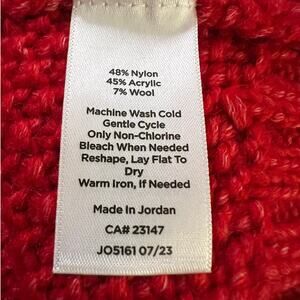 48% Nylon
45% Acrylic
7% Wool
Machine Wash Cold
Gentle Cycle
Only Non-Chlorine
Bleach When Needed
Reshape, Lay Flat To
Dry
Warm Iron, If Needed
Made In Jordan
CA# 23147
JO5161 07/23